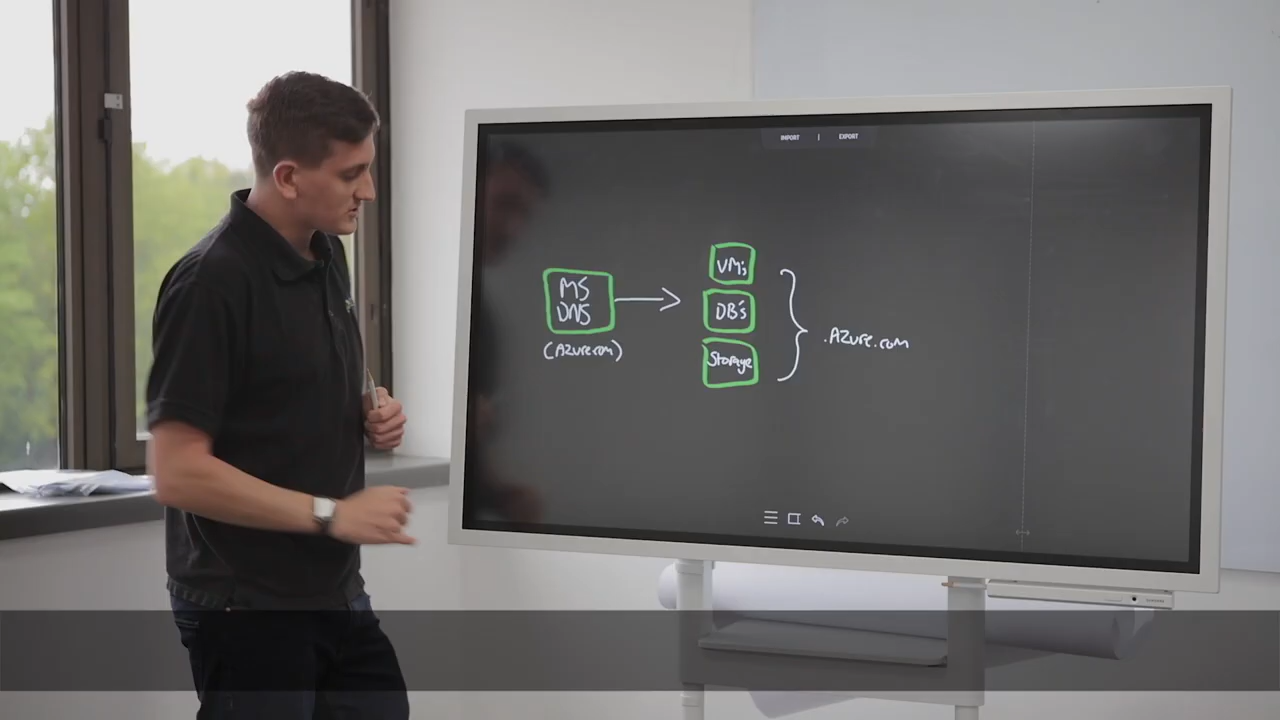 IMPORT | EXPORT
MS
DNS
(Azure.com)
VM's
DB's
Storage
.Azure.com